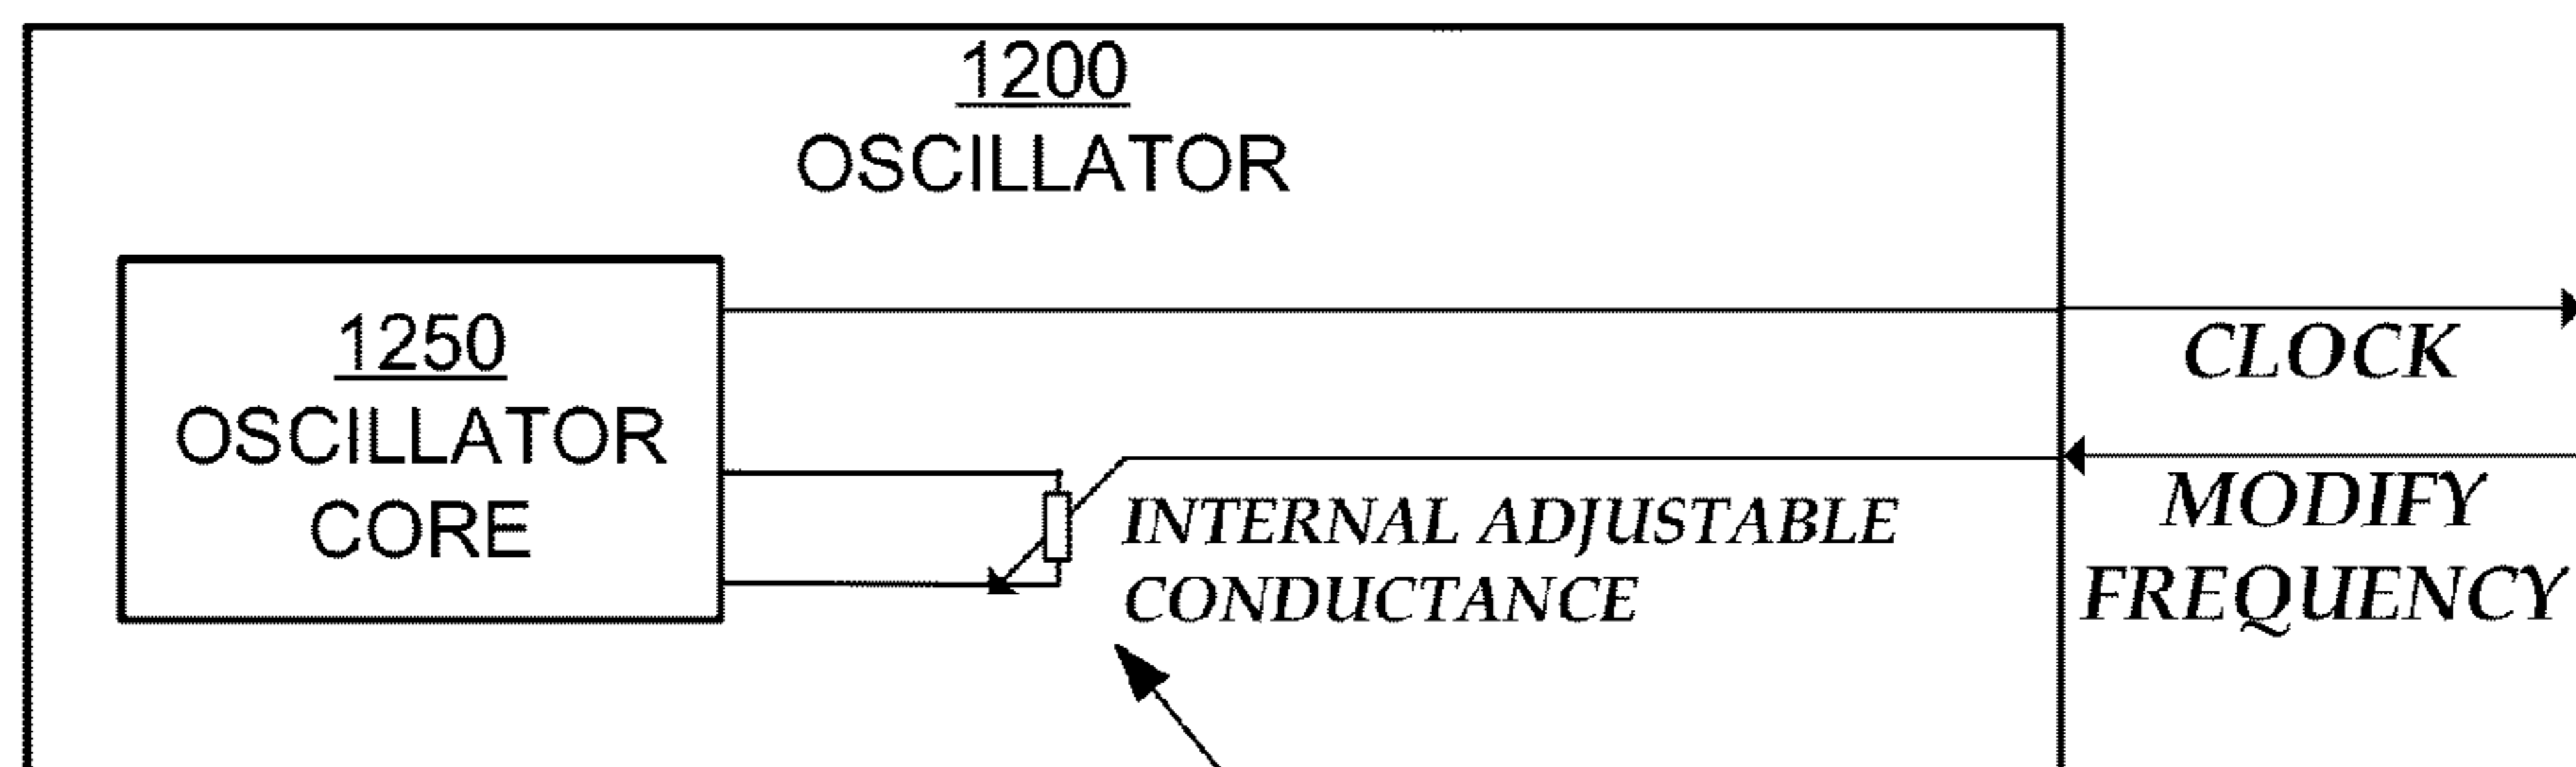 1200
OSCILLATOR
1250
OSCILLATOR
CORE
CLOCK
INTERNAL ADJUSTABLE
CONDUCTANCE
MODIFY
FREQUENCY